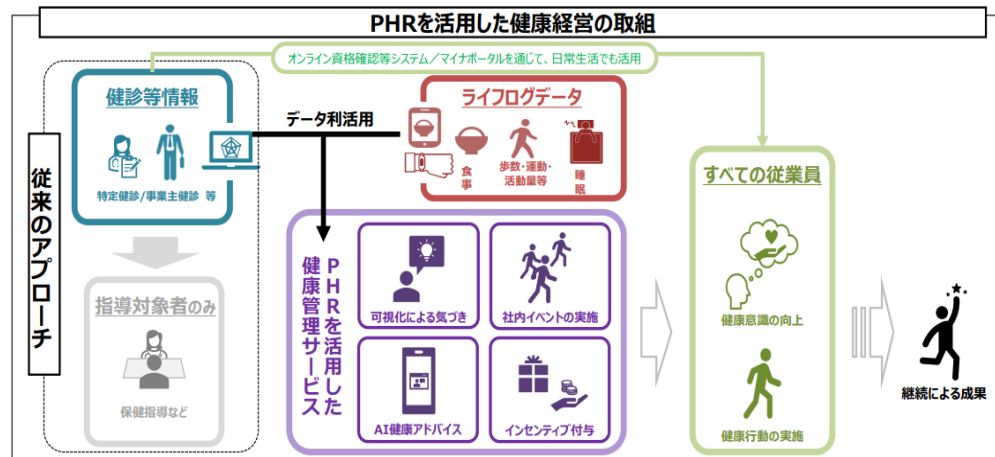 PHRを活用した健康経営の取組
オンライン資格確認等システム／マイナポータルを通じて、日常生活でも活用
従来のアプローチ
健診等情報
特定健診/事業主健診 等
指導対象者のみ
保健指導など
データ利活用
ライフログデータ
食事
歩数・運動・
活動量等
睡眠
PHRを活用した
健康管理サービス
可視化による気づき
社内イベントの実施
AI健康アドバイス
インセンティブ付与
すべての従業員
健康意識の向上
健康行動の実施
継続による成果